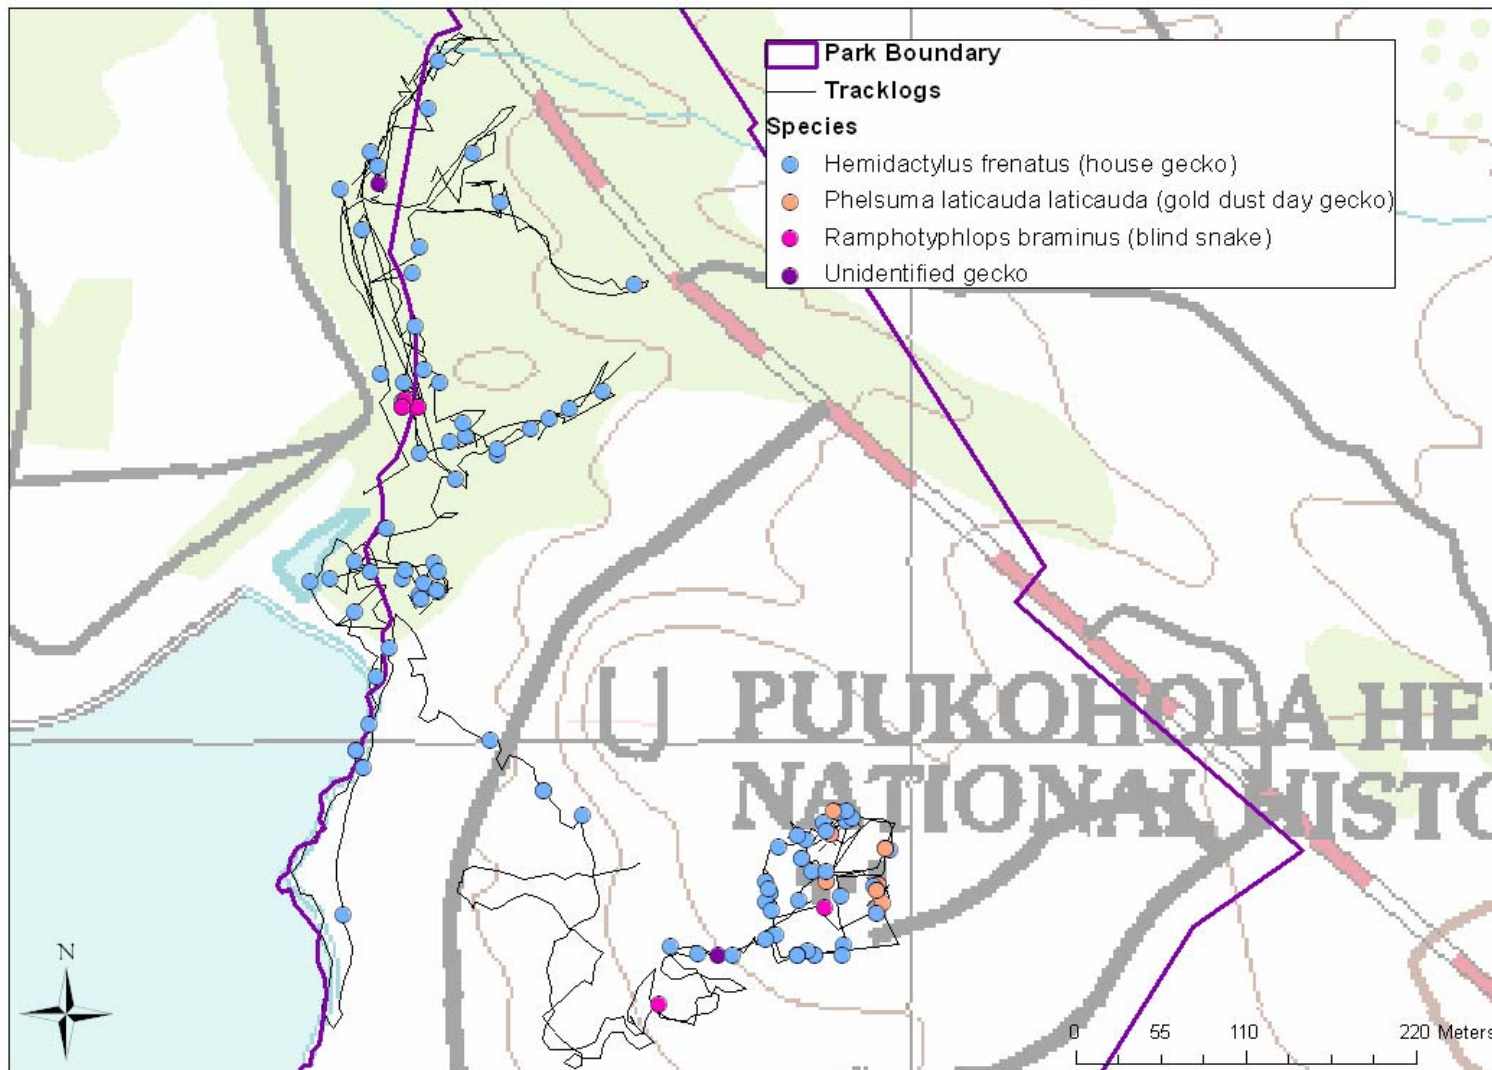 Park Boundary
Tracklogs
Species
Hemidactylus frenatus (house gecko)
Phelsuma laticauda laticauda (gold dust day gecko)
Ramphotyphlops braminus (blind snake)
Unidentified gecko
U PUUKOHOLA HE
NATIONAL HISTO
N
0 55 110 220 Meters